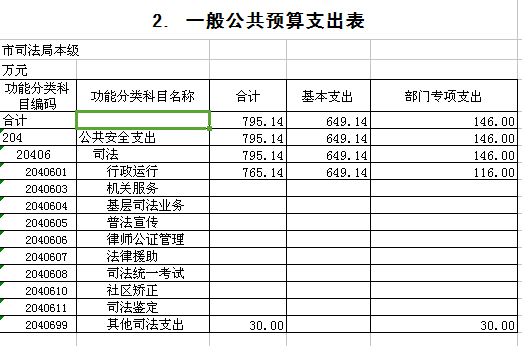 2. 一般公共预算支出表
市司法局本级
万元
功能分类科目编码 功能分类科目名称 合计 基本支出 部门专项支出
合计 795.14 649.14 146.00
204 公共安全支出 795.14 649.14 146.00
20406 司法 795.14 649.14 146.00
2040601 行政运行 765.14 649.14 116.00
2040603 机关服务
2040604 基层司法业务
2040605 普法宣传
2040606 律师公证管理
2040607 法律援助
2040608 司法统一考试
2040610 社区矫正
2040611 司法鉴定
2040699 其他司法支出 30.00 30.00